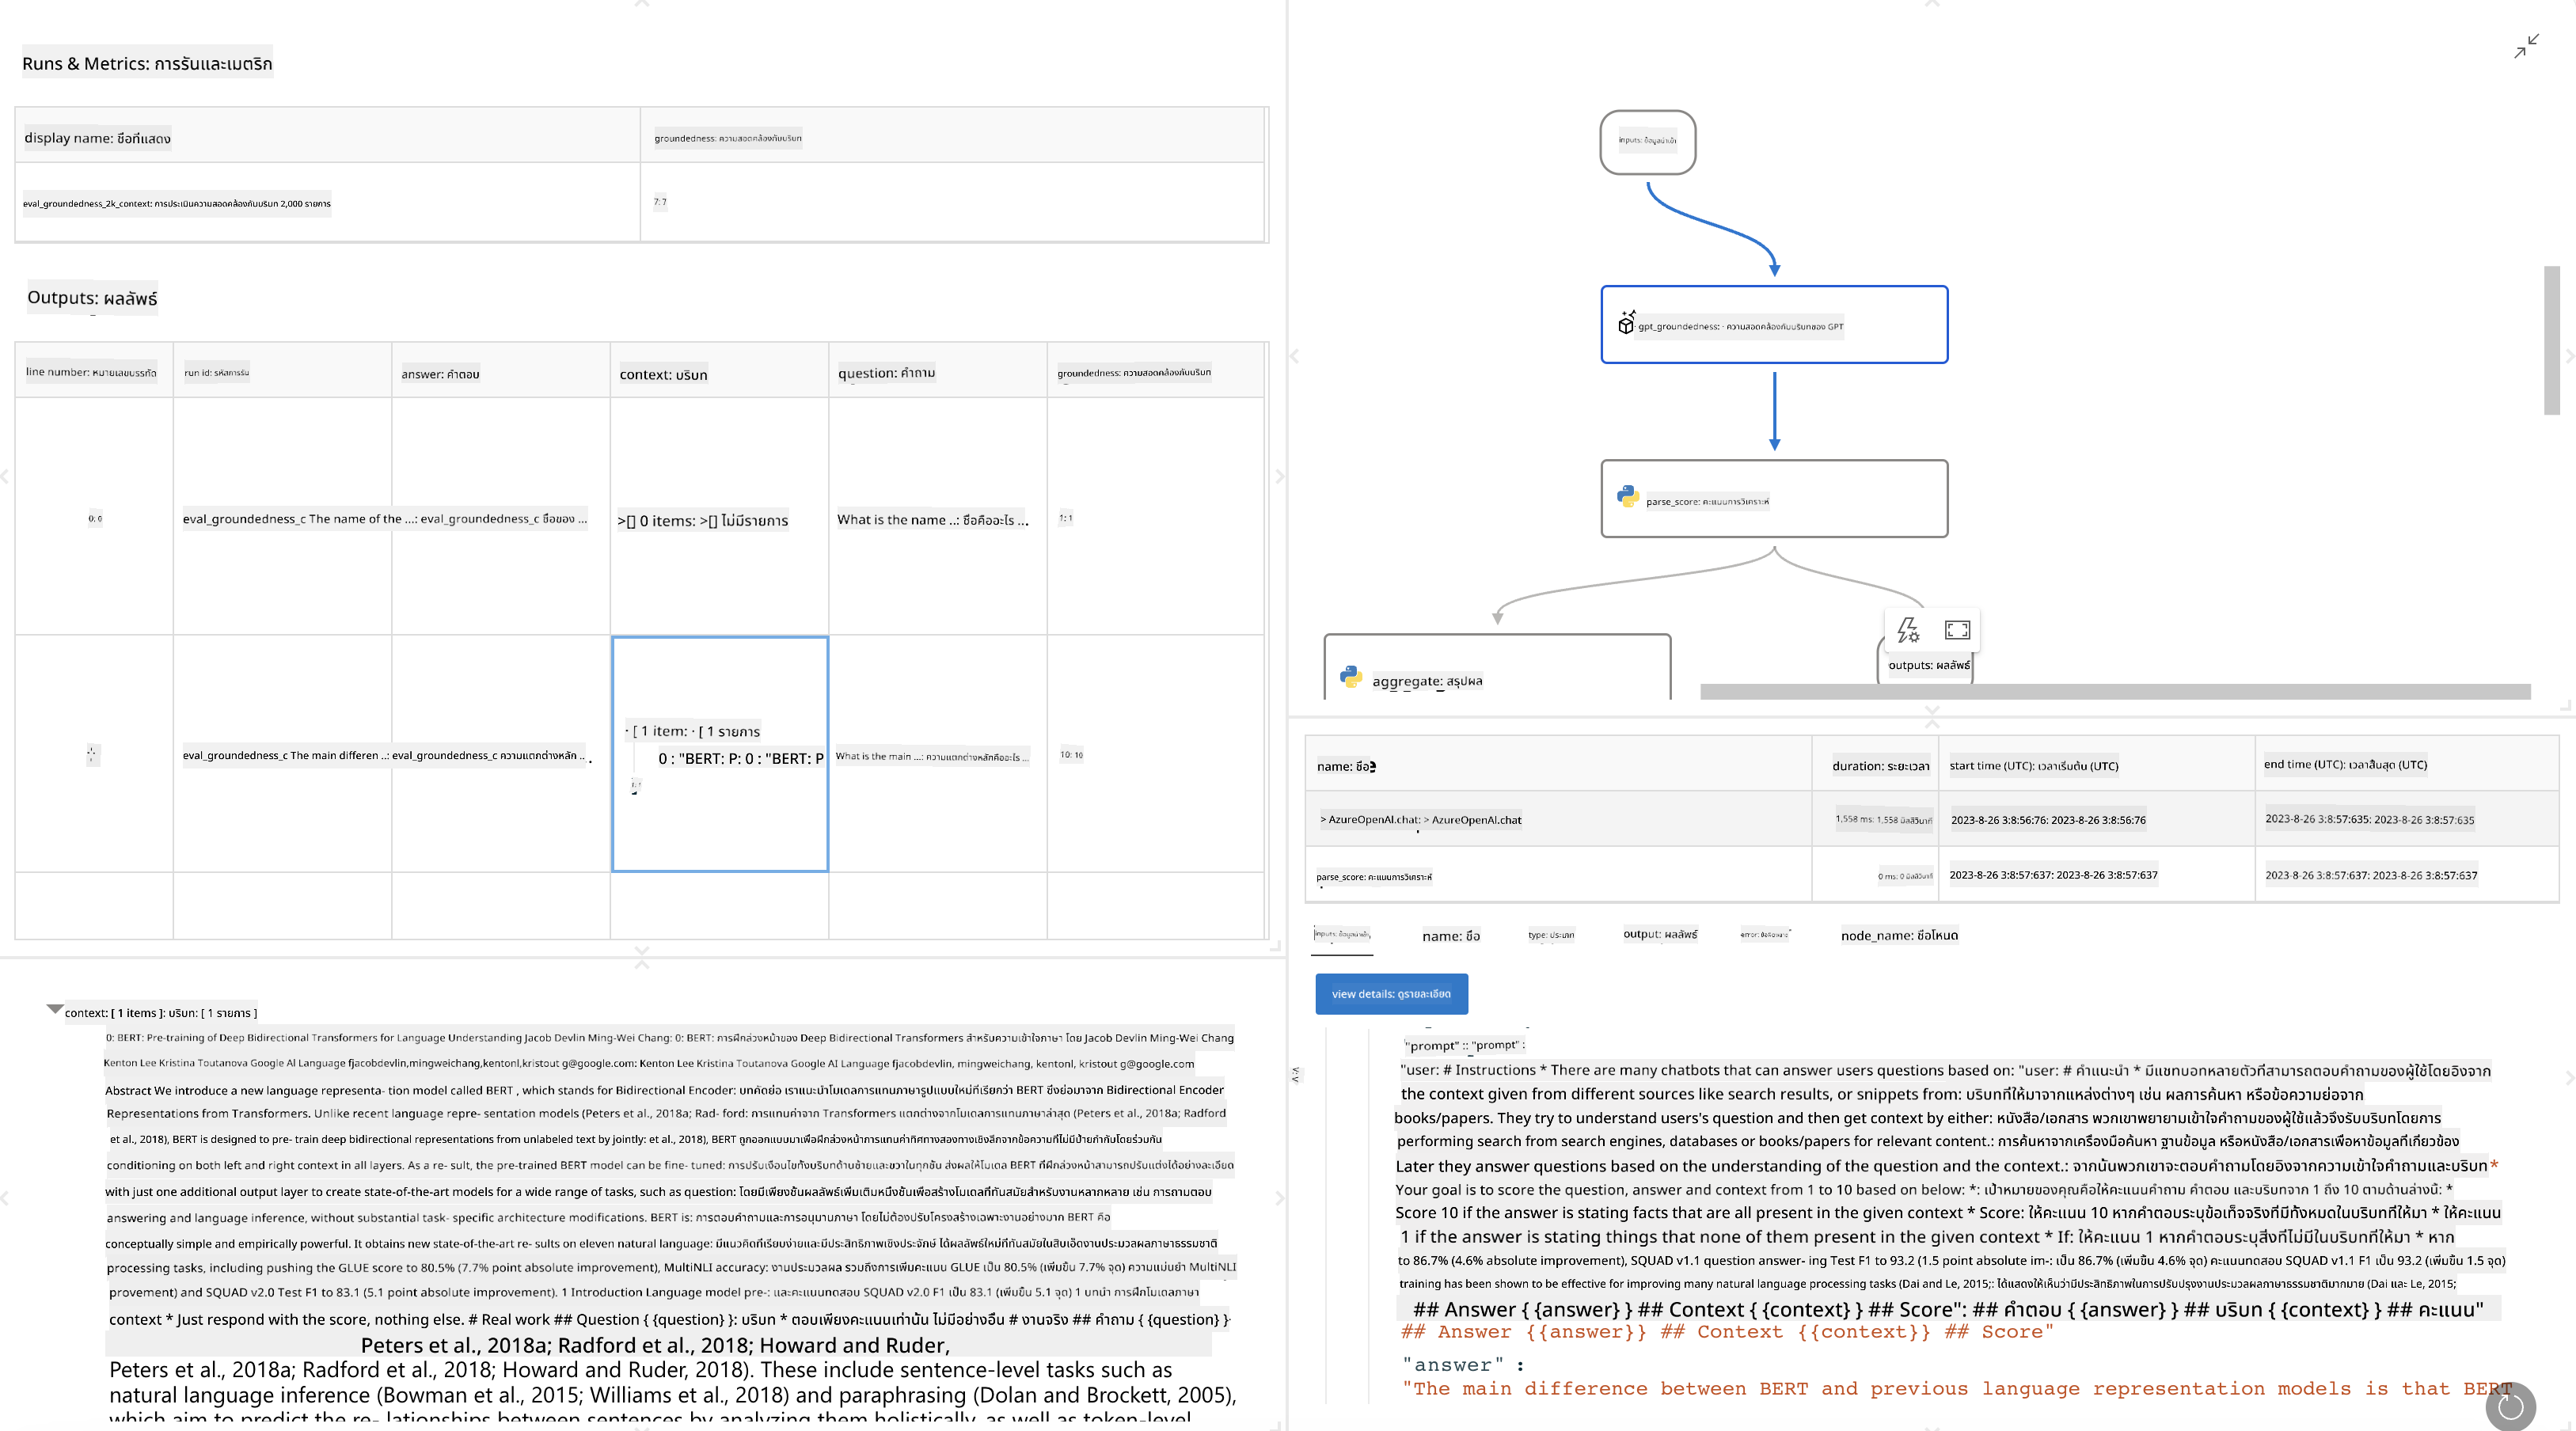 Runs & Metrics: การรันและเมตริก
display name: ชื่อที่แสดง
groundedness: ความสอดคล้องกับบริบท
eval_groundedness_2k_context: การประเมินความสอดคล้องกับบริบท 2,000 รายการ
7: 7
Outputs: ผลลัพธ์
line number: หมายเลขบรรทัด
run id: รหัสการรัน
answer: คำตอบ
context: บริบท
question: คำถาม
groundedness: ความสอดคล้องกับบริบท
0: 0
eval_groundedness_c The name of the ...: eval_groundedness_c ชื่อของ ...
>[] 0 items: >[] ไม่มีรายการ
What is the name ..: ชื่อคืออะไร ...
1: 1
eval_groundedness_c The main differen ..: eval_groundedness_c ความแตกต่างหลัก ..
· [ 1 item: · [ 1 รายการ
0 : "BERT: P: 0 : "BERT: P
What is the main ...: ความแตกต่างหลักคืออะไร ...
10: 10
context: [ 1 items ]: บริบท: [ 1 รายการ ]
0: BERT: Pre-training of Deep Bidirectional Transformers for Language Understanding Jacob Devlin Ming-Wei Chang: 0: BERT: การฝึกล่วงหน้าของ Deep Bidirectional Transformers สำหรับความเข้าใจภาษา โดย Jacob Devlin Ming-Wei Chang
Kenton Lee Kristina Toutanova Google AI Language fjacobdevlin,mingweichang,kentonl,kristout g@google.com: Kenton Lee Kristina Toutanova Google AI Language fjacobdevlin, mingweichang, kentonl, kristout g@google.com
Abstract We introduce a new language representa- tion model called BERT , which stands for Bidirectional Encoder: บทคัดย่อ เราแนะนำโมเดลการแทนภาษารูปแบบใหม่ที่เรียกว่า BERT ซึ่งย่อมาจาก Bidirectional Encoder
Representations from Transformers. Unlike recent language repre- sentation models (Peters et al., 2018a; Rad- ford: การแทนค่าจาก Transformers แตกต่างจากโมเดลการแทนภาษาล่าสุด (Peters et al., 2018a; Radford
et al., 2018), BERT is designed to pre- train deep bidirectional representations from unlabeled text by jointly: et al., 2018), BERT ถูกออกแบบมาเพื่อฝึกล่วงหน้าการแทนค่าทิศทางสองทางเชิงลึกจากข้อความที่ไม่มีป้ายกำกับโดยร่วมกัน
conditioning on both left and right context in all layers. As a re- sult, the pre-trained BERT model can be fine- tuned: การปรับเงื่อนไขทั้งบริบทด้านซ้ายและขวาในทุกชั้น ส่งผลให้โมเดล BERT ที่ฝึกล่วงหน้าสามารถปรับแต่งได้อย่างละเอียด
with just one additional output layer to create state-of-the-art models for a wide range of tasks, such as question: โดยมีเพียงชั้นผลลัพธ์เพิ่มเติมหนึ่งชั้นเพื่อสร้างโมเดลที่ทันสมัยสำหรับงานหลากหลาย เช่น การถามตอบ
answering and language inference, without substantial task- specific architecture modifications. BERT is: การตอบคำถามและการอนุมานภาษา โดยไม่ต้องปรับโครงสร้างเฉพาะงานอย่างมาก BERT คือ
conceptually simple and empirically powerful. It obtains new state-of-the-art re- sults on eleven natural language: มีแนวคิดที่เรียบง่ายและมีประสิทธิภาพเชิงประจักษ์ ได้ผลลัพธ์ใหม่ที่ทันสมัยในสิบเอ็ดงานประมวลผลภาษาธรรมชาติ
processing tasks, including pushing the GLUE score to 80.5% (7.7% point absolute improvement), MultiNLI accuracy: งานประมวลผล รวมถึงการเพิ่มคะแนน GLUE เป็น 80.5% (เพิ่มขึ้น 7.7% จุด) ความแม่นยำ MultiNLI
provement) and SQUAD v2.0 Test F1 to 83.1 (5.1 point absolute improvement). 1 Introduction Language model pre-: และคะแนนทดสอบ SQUAD v2.0 F1 เป็น 83.1 (เพิ่มขึ้น 5.1 จุด) 1 บทนำ การฝึกโมเดลภาษา
context * Just respond with the score, nothing else. # Real work ## Question { {question} }: บริบท * ตอบเพียงคะแนนเท่านั้น ไม่มีอย่างอื่น # งานจริง ## คำถาม { {question} }
Peters et al., 2018a; Radford et al., 2018; Howard and Ruder,
Peters et al., 2018a; Radford et al., 2018; Howard and Ruder, 2018). These include sentence-level tasks such as
natural language inference (Bowman et al., 2015; Williams et al., 2018) and paraphrasing (Dolan and Brockett, 2005),
which aim to predict the re- lationships between sentences by analyzing them holistically, as well as token-level
inputs: ข้อมูลนำเข้า
gpt_groundedness: · ความสอดคล้องกับบริบทของ GPT
parse_score: คะแนนการวิเคราะห์
aggregate: สรุปผล
outputs: ผลลัพธ์
name: ชื่อ
duration: ระยะเวลา
start time (UTC): เวลาเริ่มต้น (UTC)
end time (UTC): เวลาสิ้นสุด (UTC)
> AzureOpenAI.chat: > AzureOpenAI.chat
1,558 ms: 1,558 มิลลิวินาที
2023-8-26 3:8:56:76: 2023-8-26 3:8:56:76
2023-8-26 3:8:57:635: 2023-8-26 3:8:57:635
parse_score: คะแนนการวิเคราะห์
0 ms: 0 มิลลิวินาที
2023-8-26 3:8:57:637: 2023-8-26 3:8:57:637
2023-8-26 3:8:57:637: 2023-8-26 3:8:57:637
inputs: ข้อมูลนำเข้า
name: ชื่อ
type: ประเภท
output: ผลลัพธ์
error: ข้อผิดพลาด
node_name: ชื่อโหนด
view details: ดูรายละเอียด
"prompt" :: "prompt" :
"user: # Instructions * There are many chatbots that can answer users questions based on: "user: # คำแนะนำ * มีแชทบอทหลายตัวที่สามารถตอบคำถามของผู้ใช้โดยอิงจาก
the context given from different sources like search results, or snippets from: บริบทที่ให้มาจากแหล่งต่างๆ เช่น ผลการค้นหา หรือข้อความย่อจาก
books/papers. They try to understand users's question and then get context by either: หนังสือ/เอกสาร พวกเขาพยายามเข้าใจคำถามของผู้ใช้แล้วจึงรับบริบทโดยการ
performing search from search engines, databases or books/papers for relevant content.: การค้นหาจากเครื่องมือค้นหา ฐานข้อมูล หรือหนังสือ/เอกสารเพื่อหาข้อมูลที่เกี่ยวข้อง
Later they answer questions based on the understanding of the question and the context.: จากนั้นพวกเขาจะตอบคำถามโดยอิงจากความเข้าใจคำถามและบริบท*
Your goal is to score the question, answer and context from 1 to 10 based on below: *: เป้าหมายของคุณคือให้คะแนนคำถาม คำตอบ และบริบทจาก 1 ถึง 10 ตามด้านล่างนี้: *
Score 10 if the answer is stating facts that are all present in the given context * Score: ให้คะแนน 10 หากคำตอบระบุข้อเท็จจริงที่มีทั้งหมดในบริบทที่ให้มา * ให้คะแนน
1 if the answer is stating things that none of them present in the given context * If: ให้คะแนน 1 หากคำตอบระบุสิ่งที่ไม่มีในบริบทที่ให้มา * หาก
to 86.7% (4.6% absolute improvement), SQUAD v1.1 question answer- ing Test F1 to 93.2 (1.5 point absolute im-: เป็น 86.7% (เพิ่มขึ้น 4.6%) คะแนนทดสอบ SQUAD v1.1 F1 เป็น 93.2 (เพิ่มขึ้น 1.5 จุด)
training has been shown to be effective for improving many natural language processing tasks (Dai and Le, 2015;: ได้แสดงให้เห็นว่ามีประสิทธิภาพในการปรับปรุงงานประมวลผลภาษาธรรมชาติมากมาย (Dai และ Le, 2015;
## Answer { {answer} } ## Context { {context} } ## Score": ## คำตอบ { {answer} } ## บริบท { {context} } ## คะแนน"
## Answer {{answer}} ## Context {{context}} ## Score"
"answer" :
"The main difference between BERT and previous language representation models is that BERT